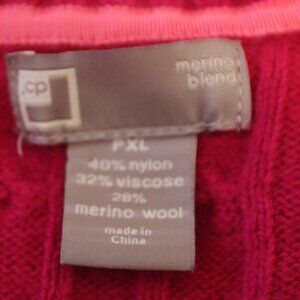 jcp
merino
blend
PXL
40% nylon
32% viscose
28%
merino wool
made in
China